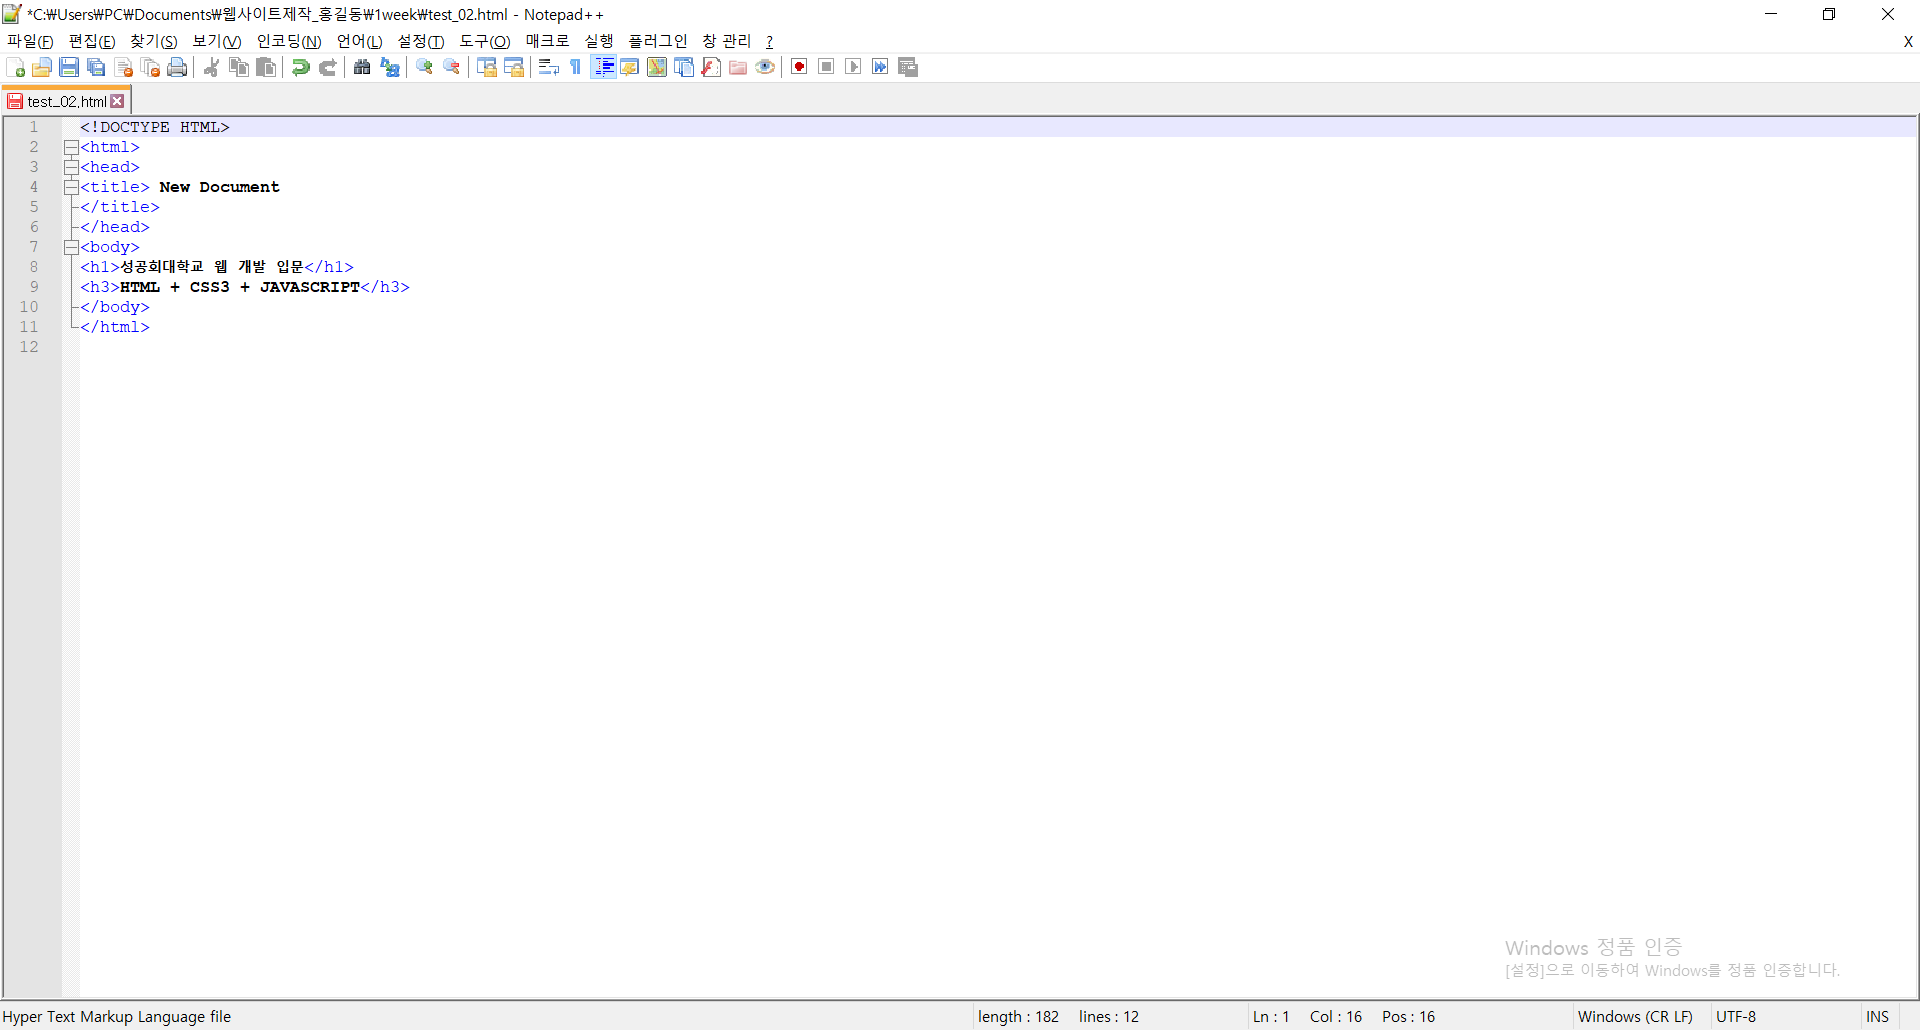 *C:₩Users₩PC₩Documents₩웹사이트제작_홍길동₩1week₩test_02.html - Notepad++
파일(F) 편집(E) 찾기(S) 보기(V) 인코딩(N) 언어(L) 설정(T) 도구(O) 매크로 실행 플러그인 창 관리 ? X
test_02.html
1 <!DOCTYPE HTML>
2 <html>
3 <head>
4 <title> New Document
5 </title>
6 </head>
7 <body>
8 <h1>성공회대학교 웹 개발 입문</h1>
9 <h3>HTML + CSS3 + JAVASCRIPT</h3>
10 </body>
11 </html>
12
Windows 정품 인증
[설정]으로 이동하여 Windows를 정품 인증합니다.
Hyper Text Markup Language file length : 182 lines : 12 Ln : 1 Col : 16 Pos : 16 Windows (CR LF) UTF-8 INS